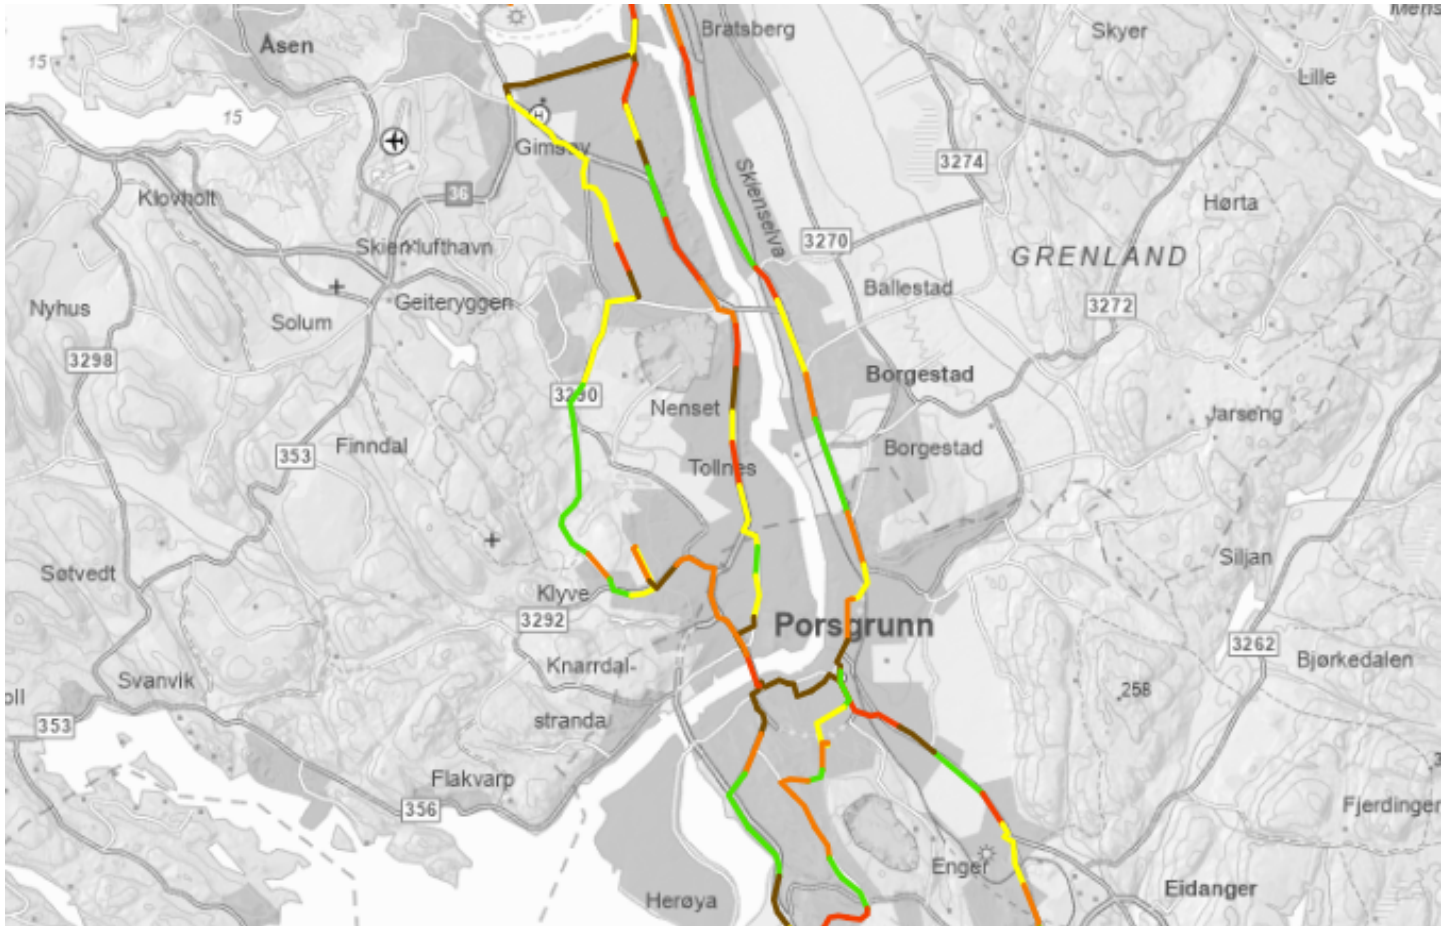 Mens
Bratsberg
Skyer
Åsen
15
Lille
15
H
Gimsøy
3274
Skienselva
36
Klovholt
Hørta
3270
Skien lufthavn
GRENLAND
Ballestad
Geiteryggen
3272
Nyhus
Solum
3298
Borgestad
3290
Nenset
Jarseng
Finndal
Borgestad
353
Tollnes
Siljan
Søtvedt
Klyve
3292
Porsgrunn
3262
Bjørkedalen
Knarrdal-
stranda
Svanvik
258
oll
353
Flakvarp
356
Fjerdingen
Enger
Eidanger
Herøya